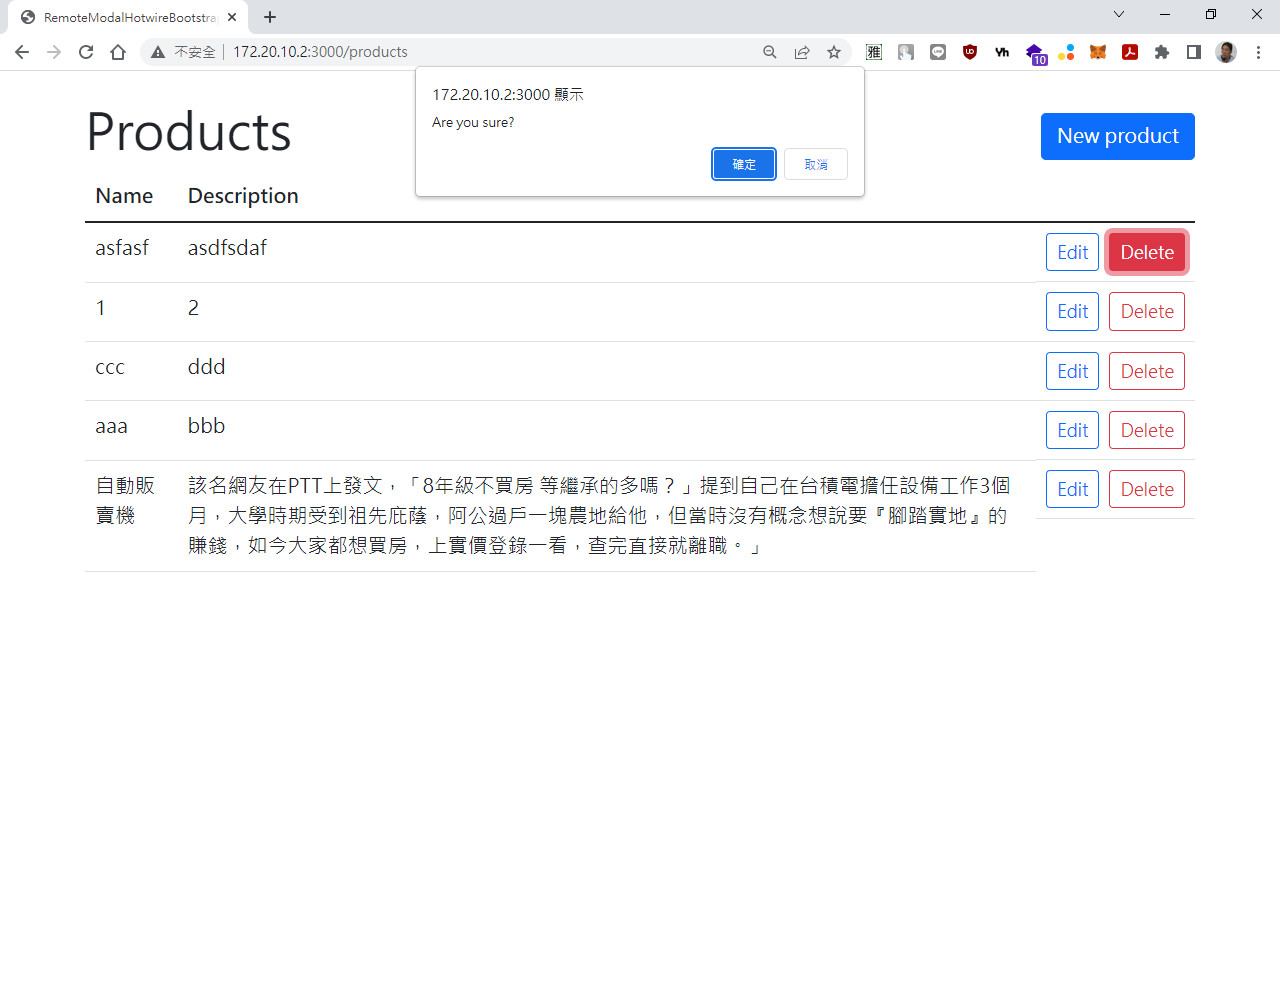 RemoteModalHotwireBootstra
不安全 172.20.10.2:3000/products
雅 Yh 10
172.20.10.2:3000 顯示
Are you sure?
確定 取消
Products
New product
Name Description
asfasf asdfsdaf Edit Delete
1 2 Edit Delete
ccc ddd Edit Delete
aaa bbb Edit Delete
自動販 該名網友在PTT上發文，「8年級不買房 等繼承的多嗎？」提到自己在台積電擔任設備工作3個 Edit Delete
賣機 月，大學時期受到祖先庇蔭，阿公過戶一塊農地給他，但當時沒有概念想說要『腳踏實地』的
賺錢，如今大家都想買房，上實價登錄一看，查完直接就離職。」